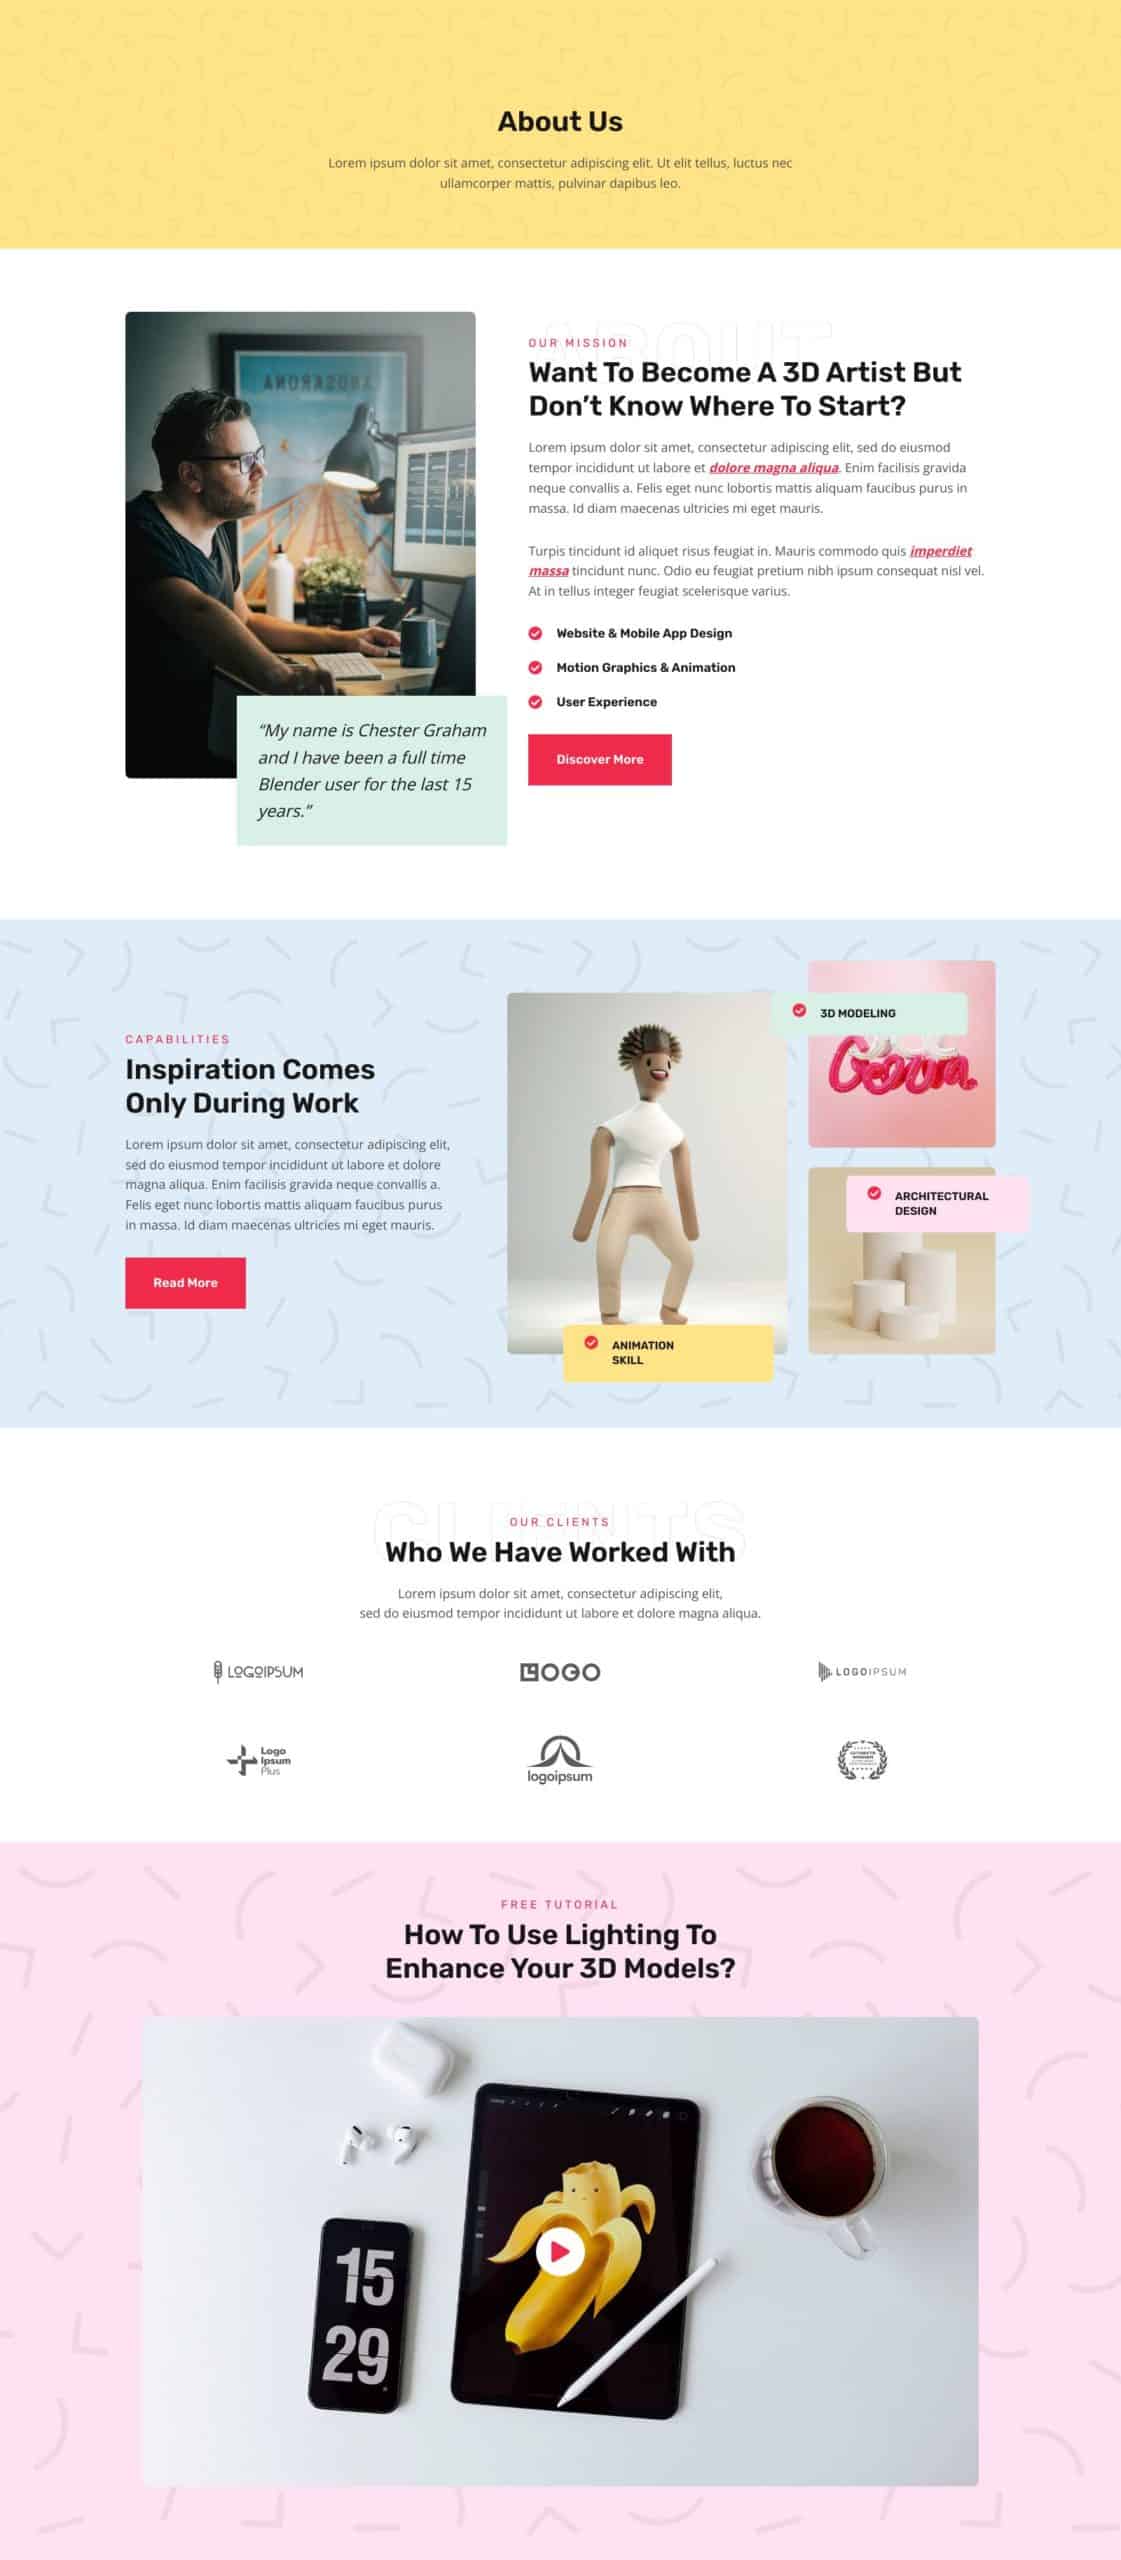 About Us
Lorem ipsum dolor sit amet, consectetur adipiscing elit. Ut elit tellus, luctus nec
ullamcorper mattis, pulvinar dapibus leo.
ABOUT
OUR MISSION
Want To Become A 3D Artist But
Don’t Know Where To Start?
Lorem ipsum dolor sit amet, consectetur adipiscing elit, sed do eiusmod
tempor incididunt ut labore et dolore magna aliqua. Enim facilisis gravida
neque convallis a. Felis eget nunc lobortis mattis aliquam faucibus purus in
massa. Id diam maecenas ultricies mi eget mauris.
Turpis tincidunt id aliquet risus feugiat in. Mauris commodo quis imperdiet
massa tincidunt nunc. Odio eu feugiat pretium nibh ipsum consequat nisl vel.
At in tellus integer feugiat scelerisque varius.
Website & Mobile App Design
Motion Graphics & Animation
User Experience
Discover More
“My name is Chester Graham
and I have been a full time
Blender user for the last 15
years.”
CAPABILITIES
Inspiration Comes
Only During Work
Lorem ipsum dolor sit amet, consectetur adipiscing elit,
sed do eiusmod tempor incididunt ut labore et dolore
magna aliqua. Enim facilisis gravida neque convallis a.
Felis eget nunc lobortis mattis aliquam faucibus purus
in massa. Id diam maecenas ultricies mi eget mauris.
Read More
3D MODELING
ARCHITECTURAL
DESIGN
ANIMATION
SKILL
CLIENTS
OUR CLIENTS
Who We Have Worked With
Lorem ipsum dolor sit amet, consectetur adipiscing elit,
sed do eiusmod tempor incididunt ut labore et dolore magna aliqua.
LOGOIPSUM
LOGO
LOGOIPSUM
Logo
Ipsum
Plus
logoipsum
FREE TUTORIAL
How To Use Lighting To
Enhance Your 3D Models?
15
29